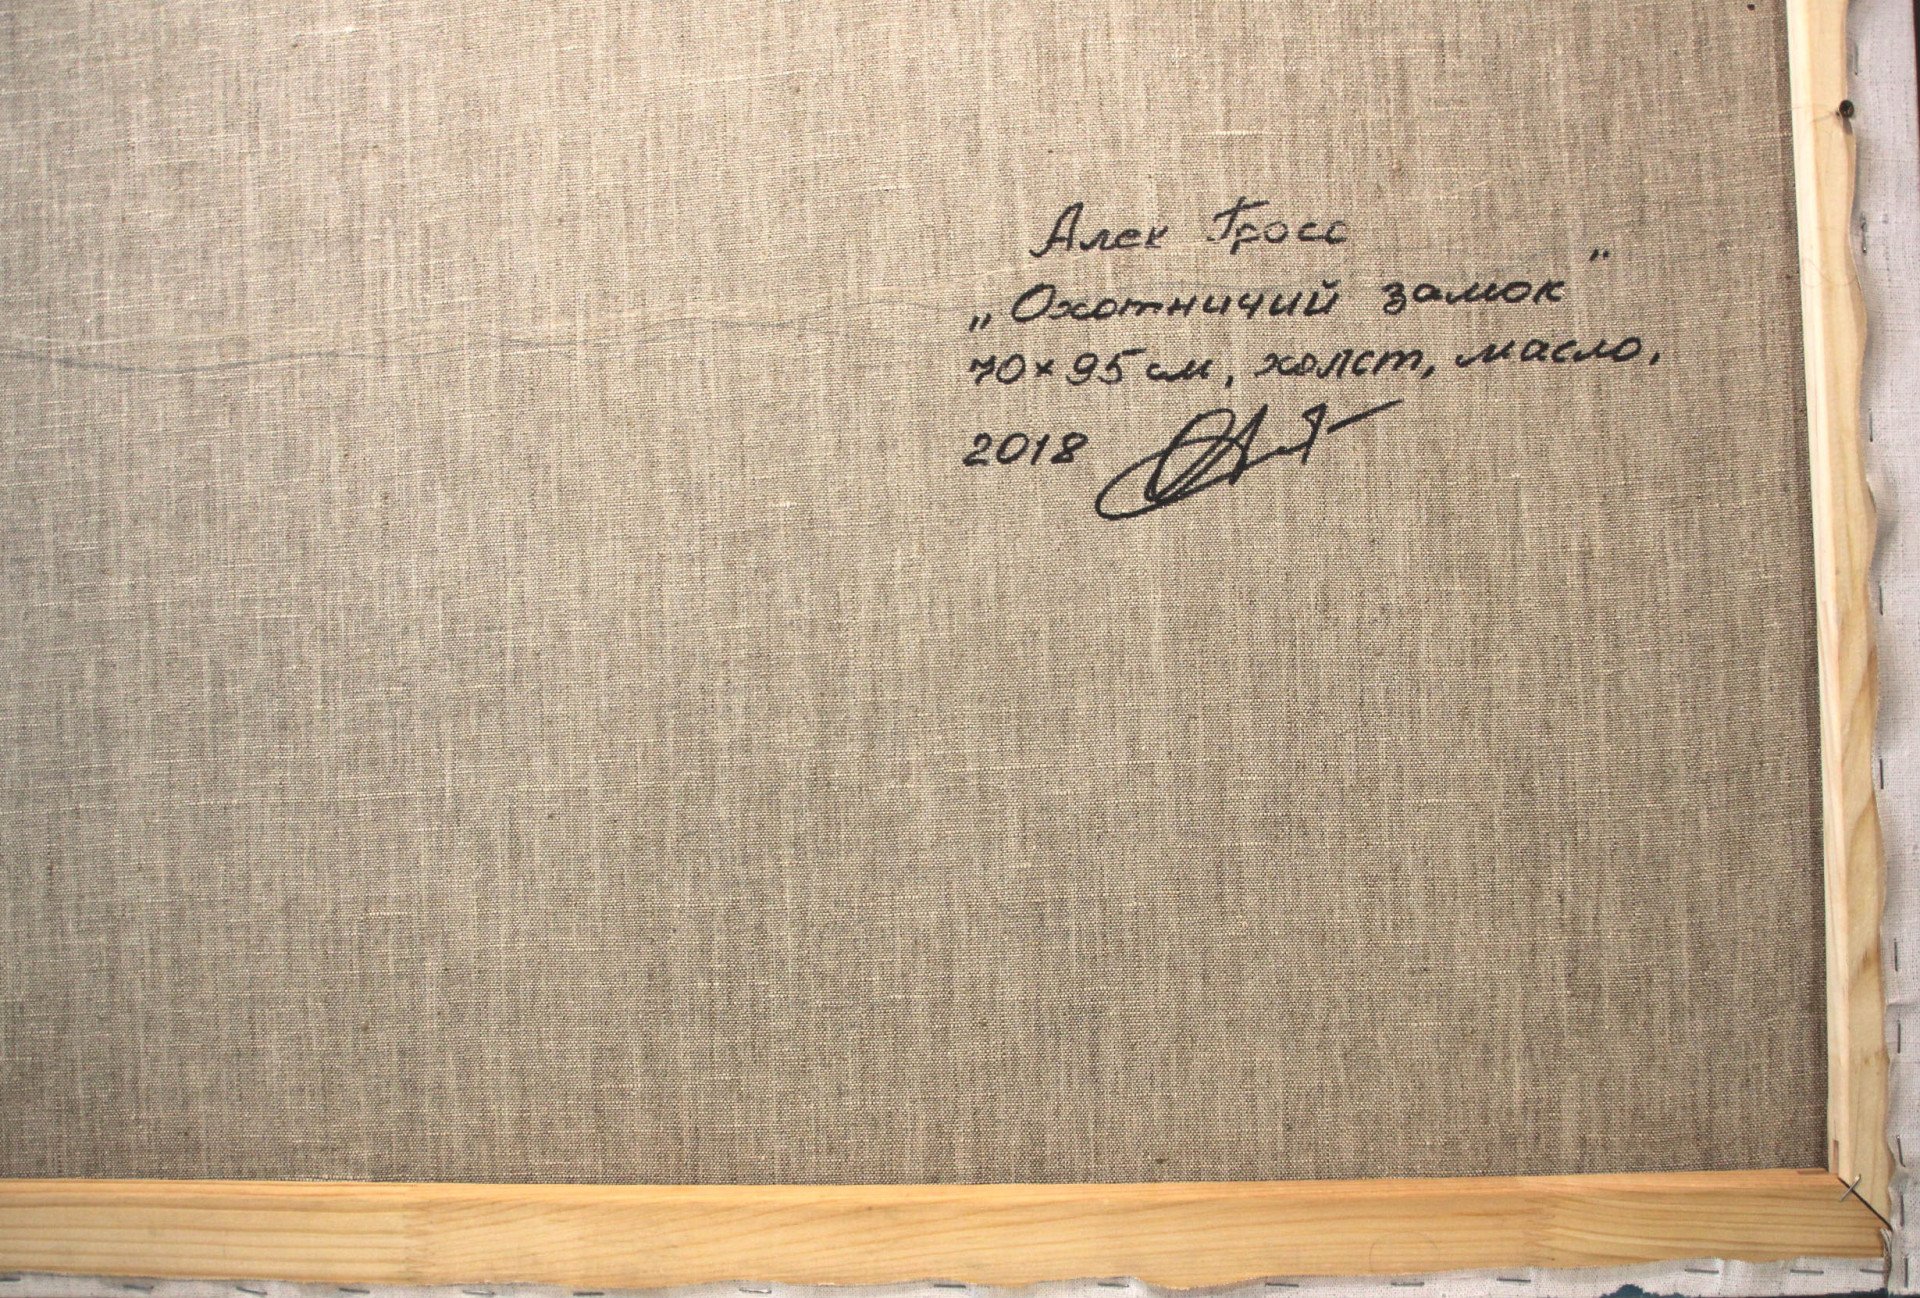 Алек Гросс
„Охотничий замок"
70×95 см, холст, масло,
2018